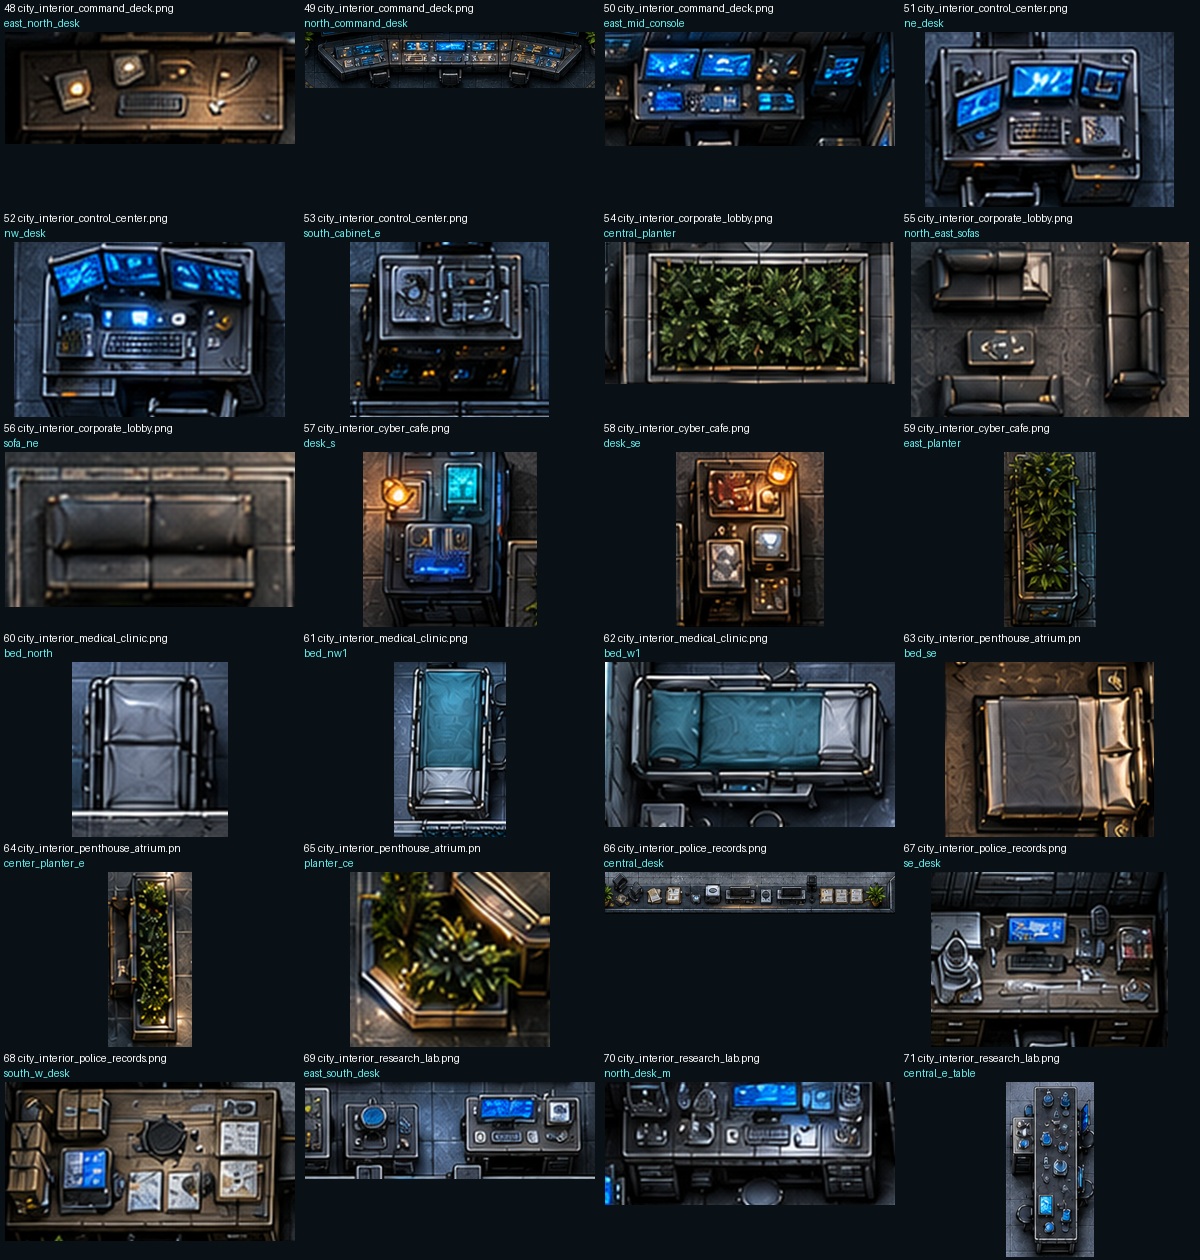 48 city_interior_command_deck.png
east_north_desk
49 city_interior_command_deck.png
north_command_desk
50 city_interior_command_deck.png
east_mid_console
51 city_interior_control_center.png
ne_desk
52 city_interior_control_center.png
nw_desk
53 city_interior_control_center.png
south_cabinet_e
54 city_interior_corporate_lobby.png
central_planter
55 city_interior_corporate_lobby.png
north_east_sofas
56 city_interior_corporate_lobby.png
sofa_ne
57 city_interior_cyber_cafe.png
desk_s
58 city_interior_cyber_cafe.png
desk_se
59 city_interior_cyber_cafe.png
east_planter
60 city_interior_medical_clinic.png
bed_north
61 city_interior_medical_clinic.png
bed_nw1
62 city_interior_medical_clinic.png
bed_w1
63 city_interior_penthouse_atrium.pn
bed_se
64 city_interior_penthouse_atrium.pn
center_planter_e
65 city_interior_penthouse_atrium.pn
planter_ce
66 city_interior_police_records.png
central_desk
67 city_interior_police_records.png
se_desk
68 city_interior_police_records.png
south_w_desk
69 city_interior_research_lab.png
east_south_desk
70 city_interior_research_lab.png
north_desk_m
71 city_interior_research_lab.png
central_e_table